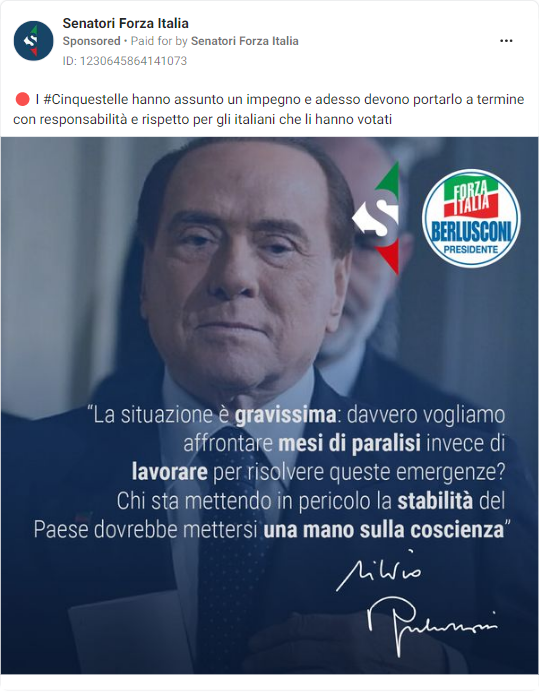 Senatori Forza Italia
Sponsored • Paid for by Senatori Forza Italia
ID: 1230645864141073
I #Cinquestelle hanno assunto un impegno e adesso devono portarlo a termine
con responsabilità e rispetto per gli italiani che li hanno votati
S
FORZA
ITALIA
BERLUSCONI
PRESIDENTE
“La situazione è gravissima: davvero vogliamo
affrontare mesi di paralisi invece di
lavorare per risolvere queste emergenze?
Chi sta mettendo in pericolo la stabilità del
Paese dovrebbe mettersi una mano sulla coscienza”
Silvio
Berlusconi